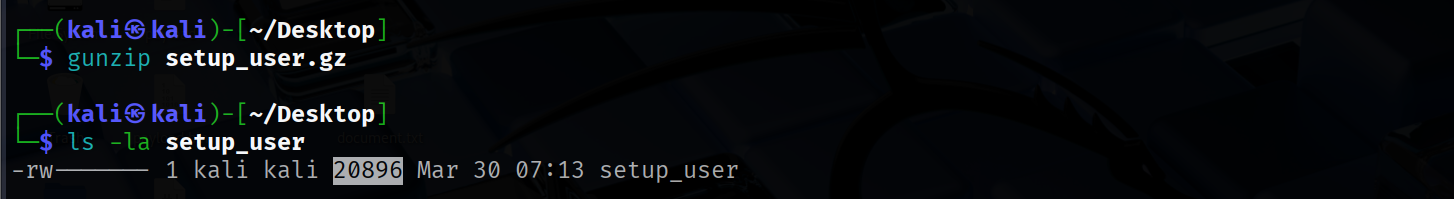 ┌──(kali㉿kali)-[~/Desktop]
└─$ gunzip setup_user.gz
┌──(kali㉿kali)-[~/Desktop]
└─$ ls -la setup_user
-rw------- 1 kali kali 20896 Mar 30 07:13 setup_user